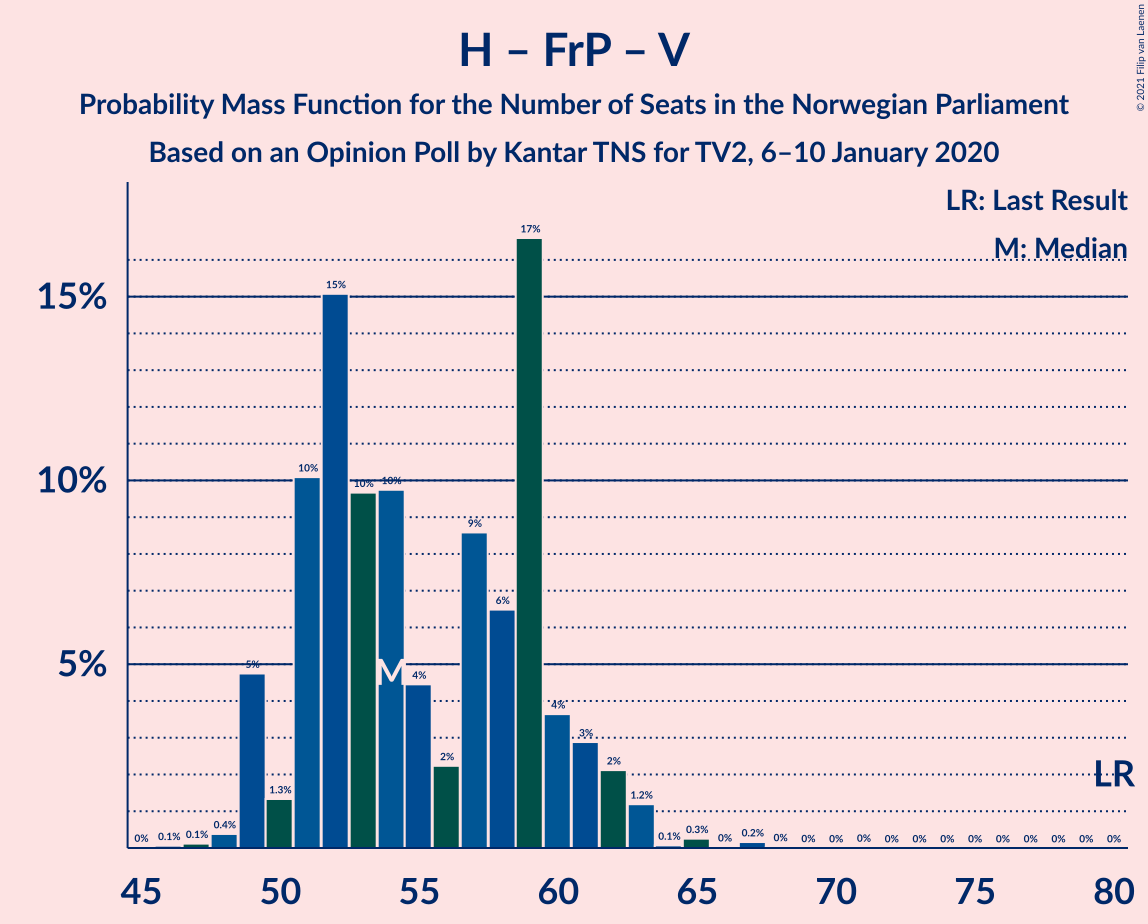 © 2021 Filip van Laenen
H – FrP – V
Probability Mass Function for the Number of Seats in the Norwegian Parliament
Based on an Opinion Poll by Kantar TNS for TV2, 6–10 January 2020
LR: Last Result
M: Median
15%
10%
5%
0% 0.1% 0.1% 0.4% 5% 1.3% 10% 15% 10% 10% 4% 2% 9% 6% 17% 4% 3% 2% 1.2% 0.1% 0.3% 0% 0.2% 0% 0% 0% 0% 0% 0% 0% 0% 0% 0% 0% 0% 0%
M
LR
45 50 55 60 65 70 75 80